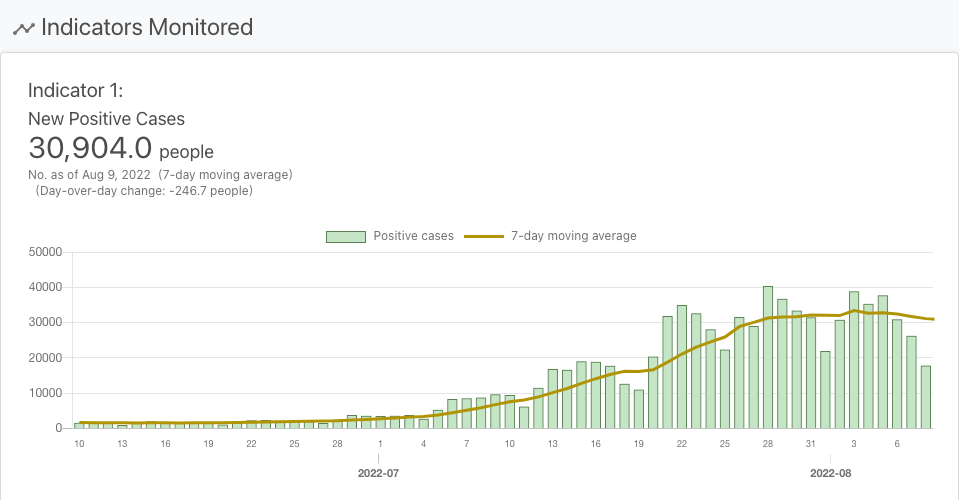 Indicators Monitored
Indicator 1:
New Positive Cases
30,904.0 people
No. as of Aug 9, 2022 (7-day moving average)
(Day-over-day change: -246.7 people)
Positive cases 7-day moving average
50000
40000
30000
20000
10000
0
10 13 16 19 22 25 28 1 4 7 10 13 16 19 22 25 28 31 3 6
2022-07 2022-08